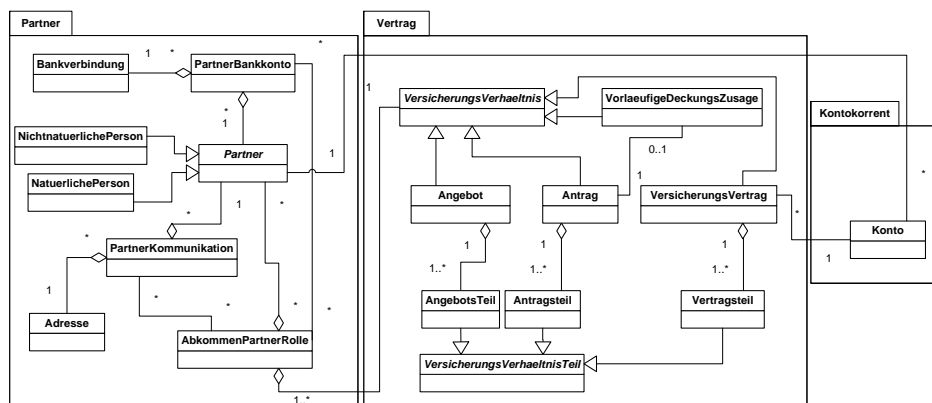 Partner
Vertrag
1
*
*
Bankverbindung
PartnerBankkonto
1
VersicherungsVerhaeltnis
VorlaeufigeDeckungsZusage
Kontokorrent
*
1
NichtnatuerlichePerson
Partner
1
0..1
NatuerlichePerson
1
*
1
*
Angebot
Antrag
VersicherungsVertrag
*
*
PartnerKommunikation
*
Konto
1
1
1
1
1
1..*
1..*
1..*
*
*
*
*
AngebotsTeil
Antragsteil
Vertragsteil
Adresse
AbkommenPartnerRolle
VersicherungsVerhaeltnisTeil
1..*